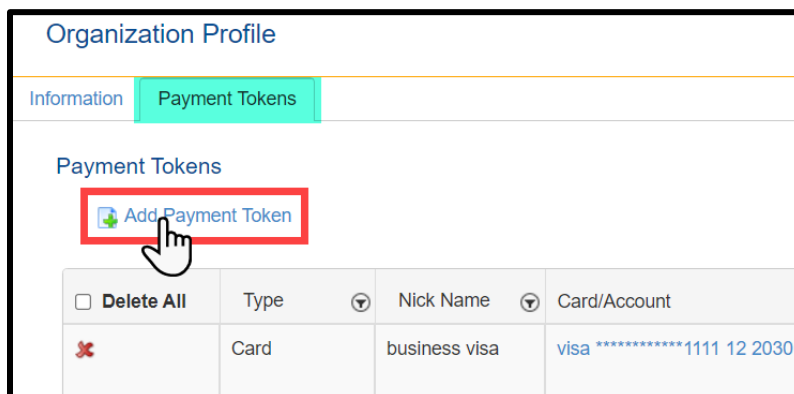 Organization Profile
Information Payment Tokens
Payment Tokens
Add Payment Token
Delete All Type Nick Name Card/Account
Card business visa visa ************1111 12 2030